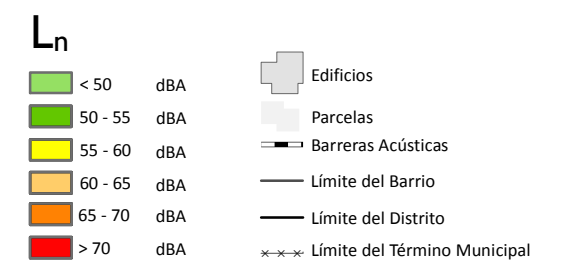 Ln
< 50 dBA
50 - 55 dBA
55 - 60 dBA
60 - 65 dBA
65 - 70 dBA
> 70 dBA
Edificios
Parcelas
Barreras Acústicas
Límite del Barrio
Límite del Distrito
Límite del Término Municipal